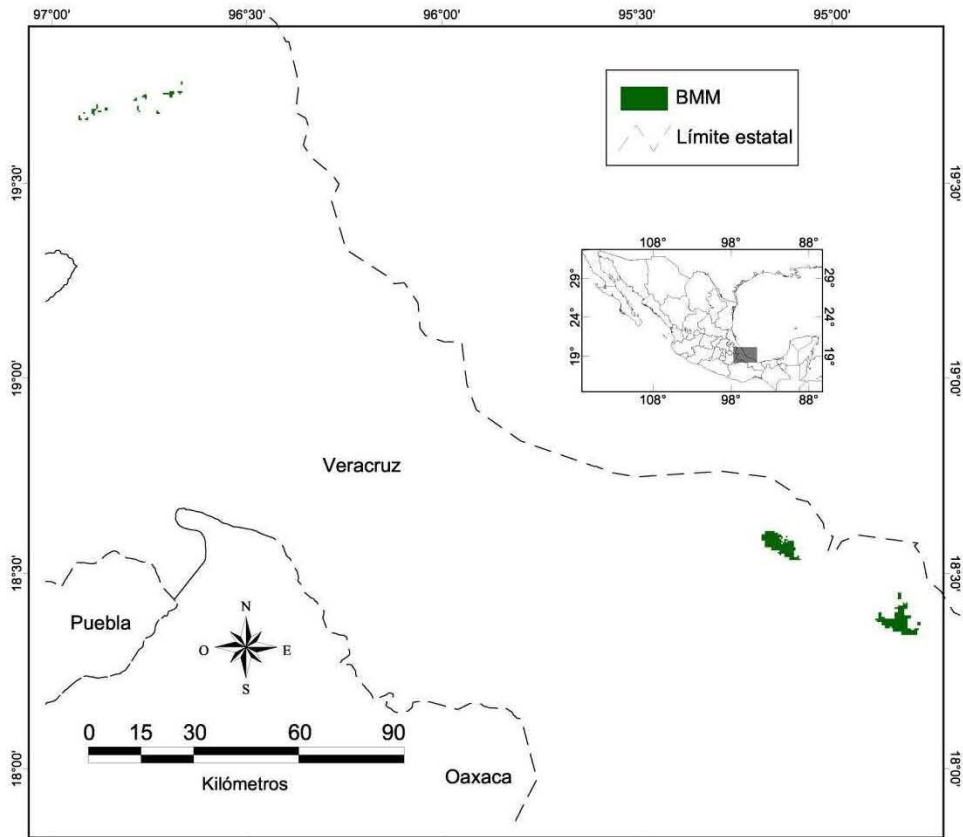 97°00' 96°30' 96°00' 95°30' 95°00'
BMM
Límite estatal
19°30' 19°30'
108° 98° 88°
29° 29°
24° 24°
19° 19°
108° 98° 88°
19°00' 19°00'
Veracruz
18°30' 18°30'
Puebla
N
O E
S
0 15 30 60 90
Kilómetros
Oaxaca
18°00' 18°00'